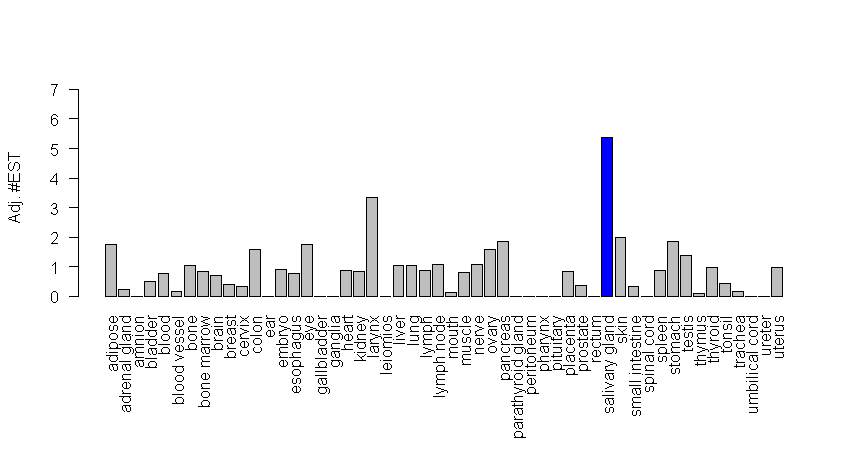 Adj. #EST
7
6
5
4
3
2
1
0
adipose
adrenal gland
amnion
bladder
blood
blood vessel
bone
bone marrow
brain
breast
cervix
colon
ear
embryo
esophagus
eye
gallbladder
ganglia
heart
kidney
larynx
leiomios
liver
lung
lymph
lymph node
mouth
muscle
nerve
ovary
pancreas
parathyroid gland
peritoneum
pharynx
pituitary
placenta
prostate
rectum
salivary gland
skin
small intestine
spinal cord
spleen
stomach
testis
thymus
thyroid
tonsil
trachea
umbilical cord
ureter
uterus